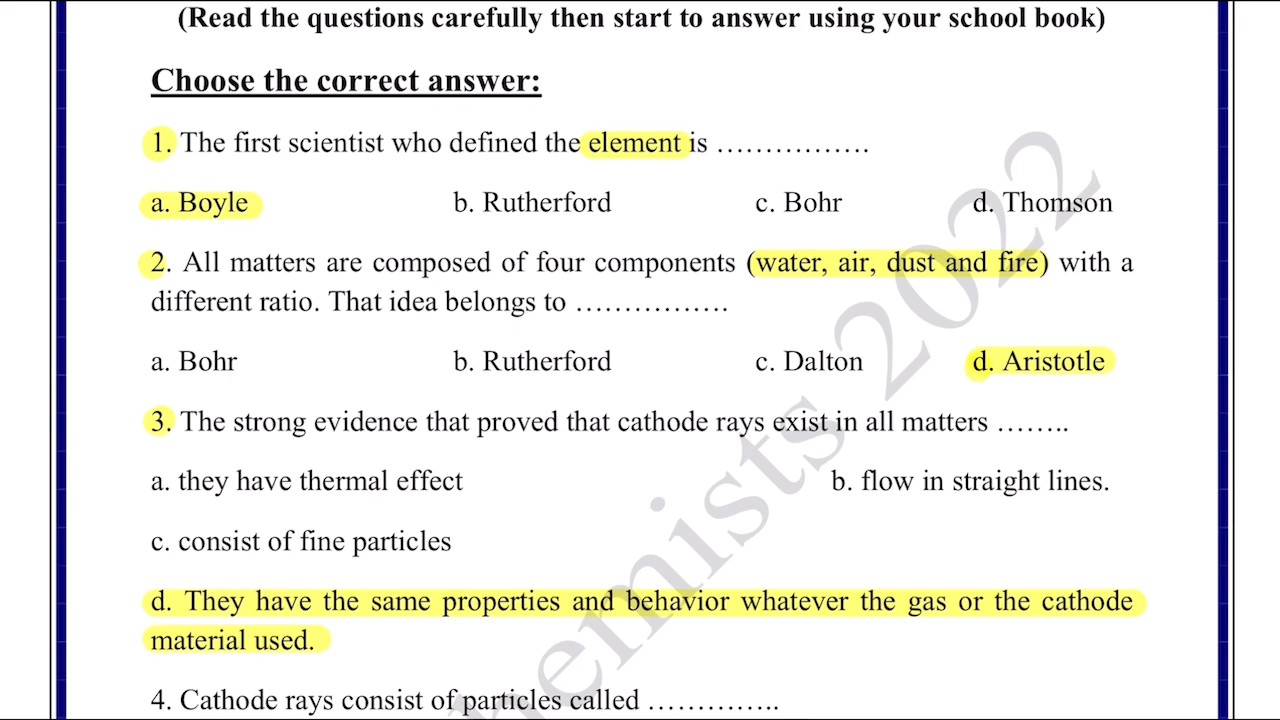 (Read the questions carefully then start to answer using your school book)
Choose the correct answer:
1. The first scientist who defined the element is …………….
a. Boyle b. Rutherford c. Bohr d. Thomson
2. All matters are composed of four components (water, air, dust and fire) with a
different ratio. That idea belongs to …………….
a. Bohr b. Rutherford c. Dalton d. Aristotle
3. The strong evidence that proved that cathode rays exist in all matters ……..
a. they have thermal effect b. flow in straight lines.
c. consist of fine particles
d. They have the same properties and behavior whatever the gas or the cathode
material used.
4. Cathode rays consist of particles called …………..
hemists 2022